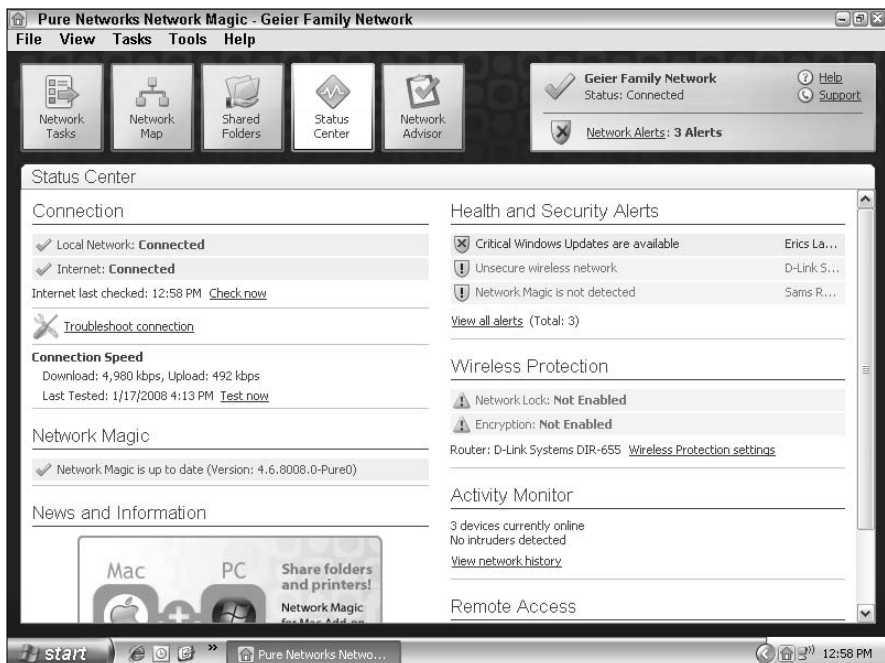 Pure Networks Network Magic - Geier Family Network
File View Tasks Tools Help
Network Tasks
Network Map
Shared Folders
Status Center
Network Advisor
Geier Family Network
Status: Connected
Help
Support
Network Alerts: 3 Alerts
Status Center
Connection
Local Network: Connected
Internet: Connected
Internet last checked: 12:58 PM Check now
Troubleshoot connection
Connection Speed
Download: 4,980 kbps, Upload: 492 kbps
Last Tested: 1/17/2008 4:13 PM Test now
Network Magic
Network Magic is up to date (Version: 4.6.8008.0-Pure0)
News and Information
Mac PC
Share folders
and printers!
Network Magic
for Mac Add-on
Health and Security Alerts
Critical Windows Updates are available Erics La...
Unsecure wireless network D-Link S...
Network Magic is not detected Sams R...
View all alerts (Total: 3)
Wireless Protection
Network Lock: Not Enabled
Encryption: Not Enabled
Router: D-Link Systems DIR-655 Wireless Protection settings
Activity Monitor
3 devices currently online
No intruders detected
View network history
Remote Access
start
Pure Networks Netwo...
12:58 PM